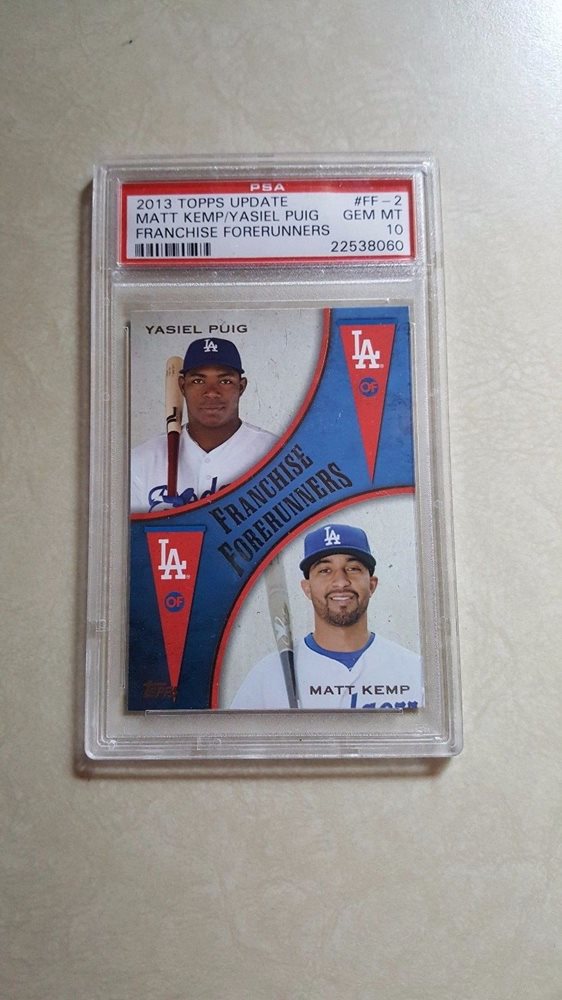 PSA
2013 TOPPS UPDATE #FF-2
MATT KEMP/YASIEL PUIG GEM MT
FRANCHISE FORERUNNERS 10
22538060
YASIEL PUIG
LA
LA
OF
FRANCHISE
FORERUNNERS
LA
LA
OF
MATT KEMP
TOPPS